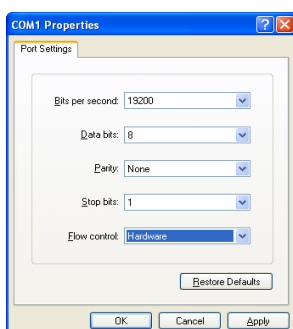 COM1 Properties
Port Settings
Bits per second: 19200
Data bits: 8
Parity: None
Stop bits: 1
Flow control: Hardware
Restore Defaults
OK Cancel Apply